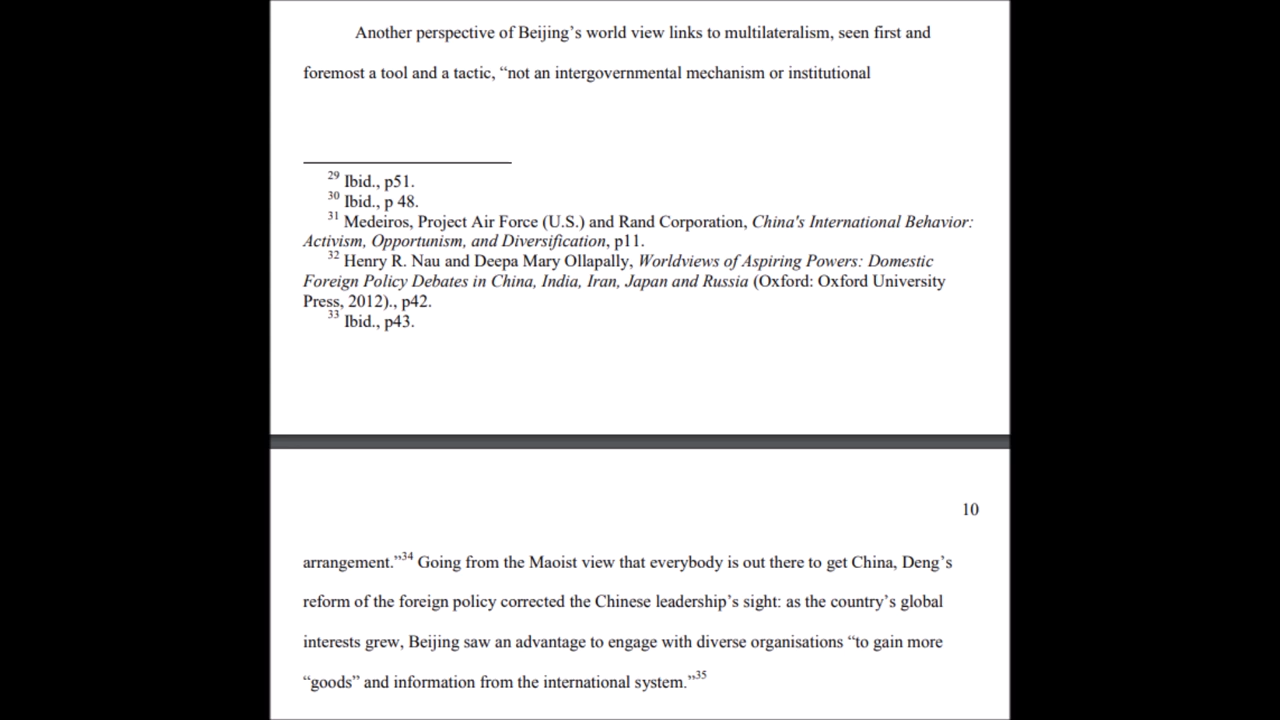 Another perspective of Beijing’s world view links to multilateralism, seen first and
foremost a tool and a tactic, “not an intergovernmental mechanism or institutional
29 Ibid., p51.
30 Ibid., p 48.
31 Medeiros, Project Air Force (U.S.) and Rand Corporation, China's International Behavior:
Activism, Opportunism, and Diversification, p11.
32 Henry R. Nau and Deepa Mary Ollapally, Worldviews of Aspiring Powers: Domestic
Foreign Policy Debates in China, India, Iran, Japan and Russia (Oxford: Oxford University
Press, 2012)., p42.
33 Ibid., p43.
10
arrangement.”34 Going from the Maoist view that everybody is out there to get China, Deng’s
reform of the foreign policy corrected the Chinese leadership’s sight: as the country’s global
interests grew, Beijing saw an advantage to engage with diverse organisations “to gain more
“goods” and information from the international system.”35